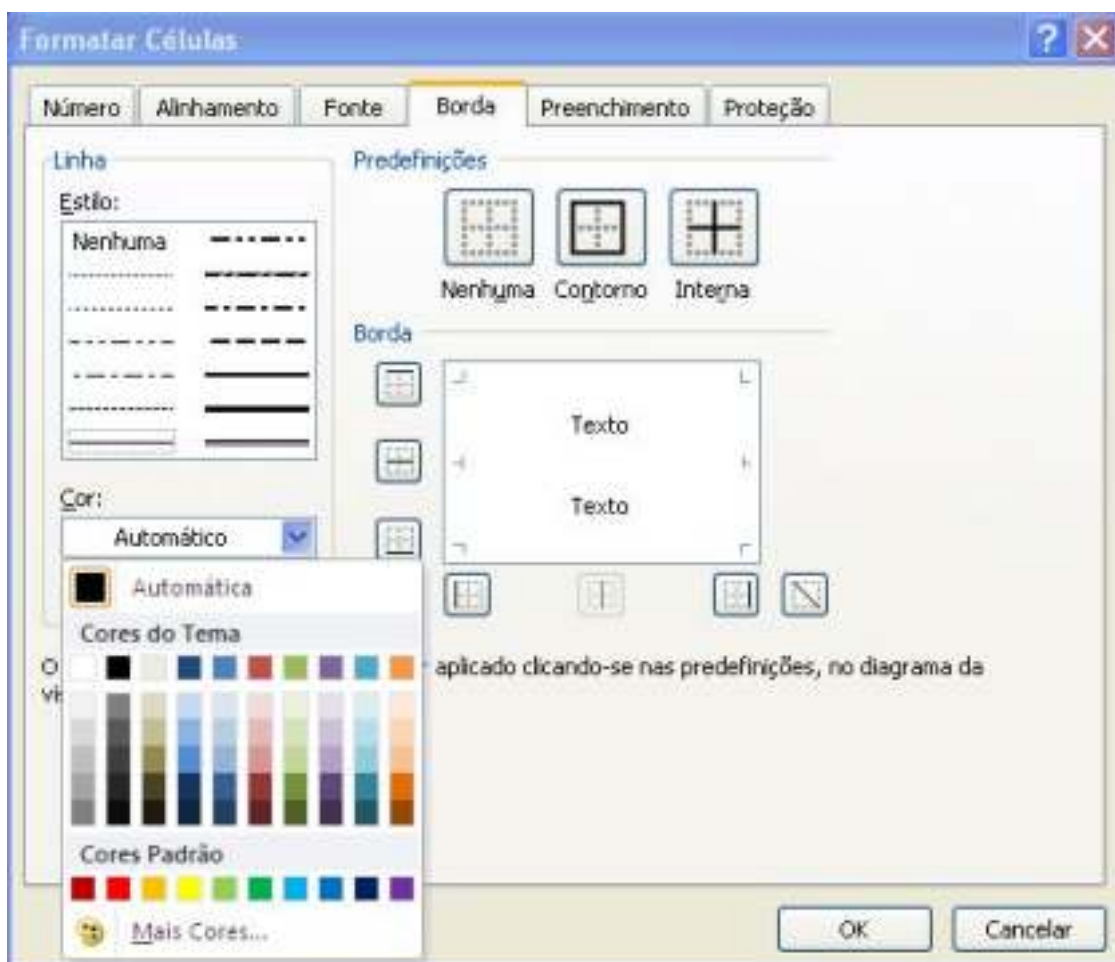 Formatar Células
Número Alinhamento Fonte Borda Preenchimento Proteção
Linha
Estilo:
Nenhuma
Predefinições
Nenhuma Contorno Interna
Borda
Texto
Texto
Cor:
Automático
Automática
Cores do Tema
O
aplicado clicando-se nas predefinições, no diagrama da
Cores Padrão
Mais Cores...
OK Cancelar